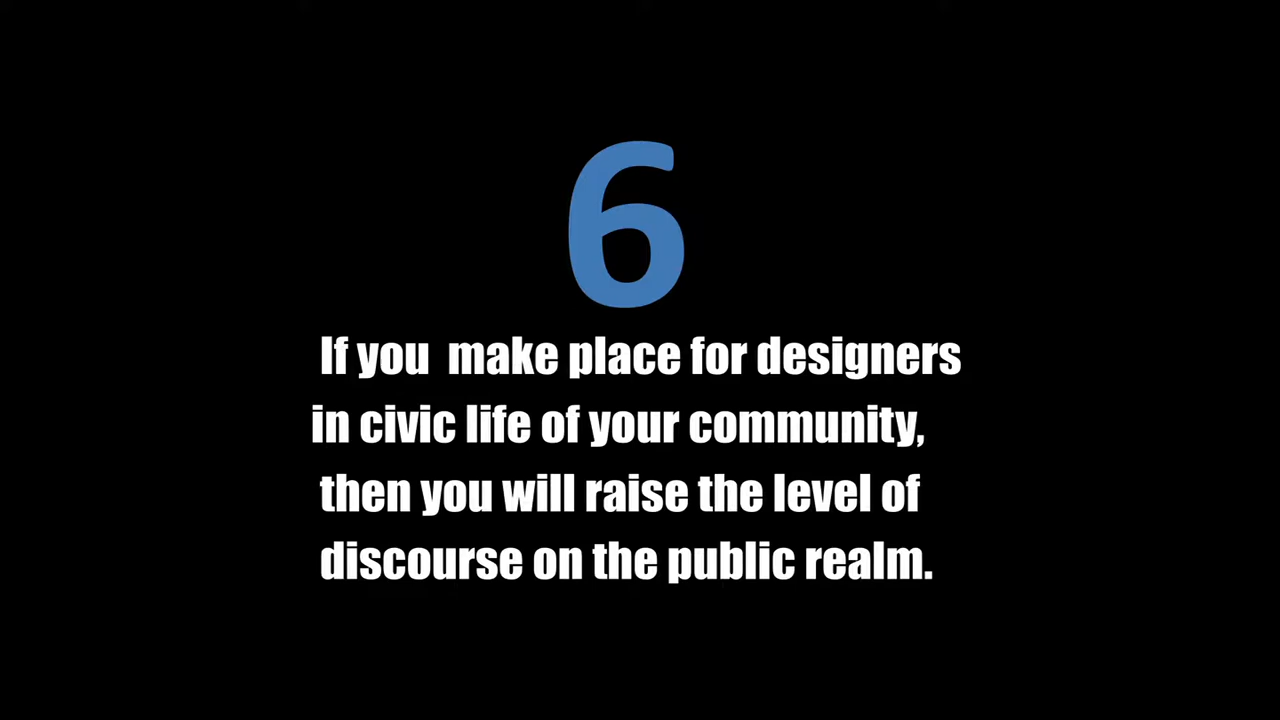 6
If you  make place for designers
in civic life of your community,
then you will raise the level of
discourse on the public realm.